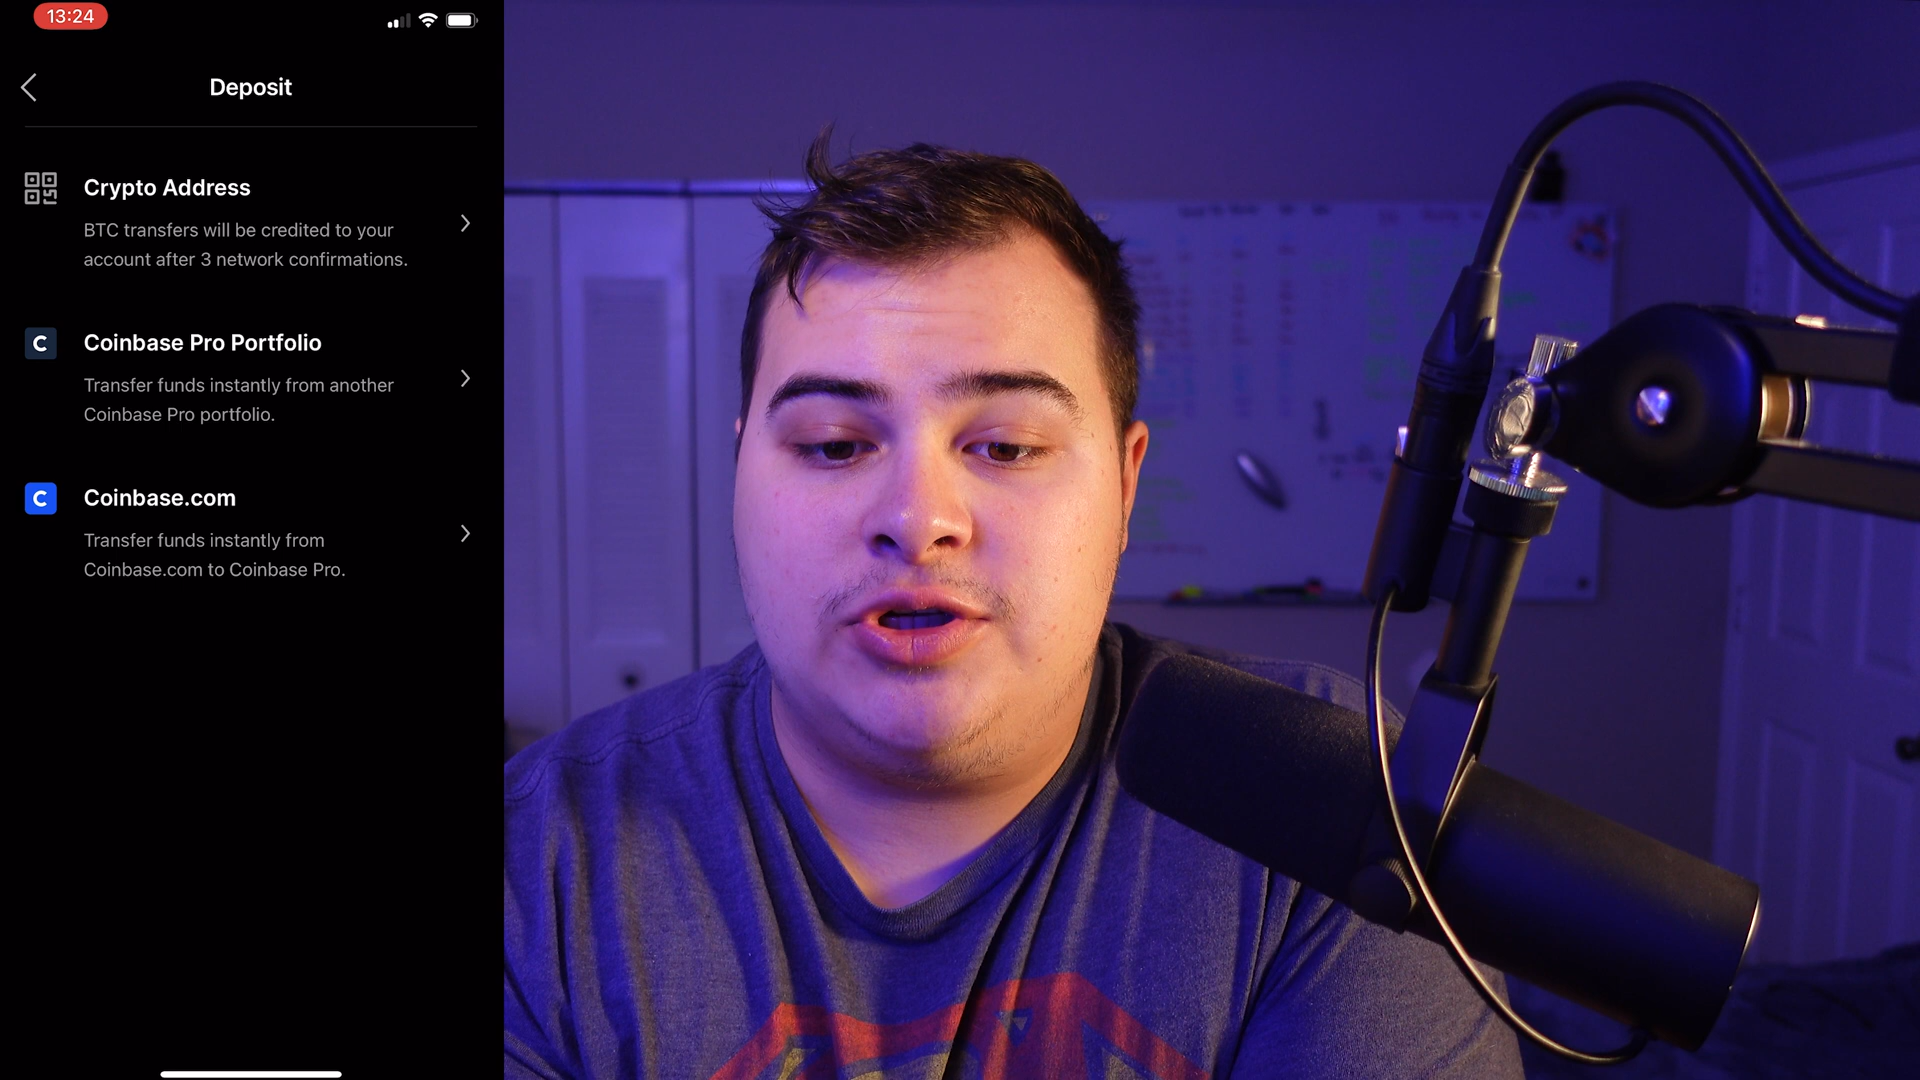 13:24
Deposit
Crypto Address
BTC transfers will be credited to your
account after 3 network confirmations.
C
Coinbase Pro Portfolio
Transfer funds instantly from another
Coinbase Pro portfolio.
C
Coinbase.com
Transfer funds instantly from
Coinbase.com to Coinbase Pro.